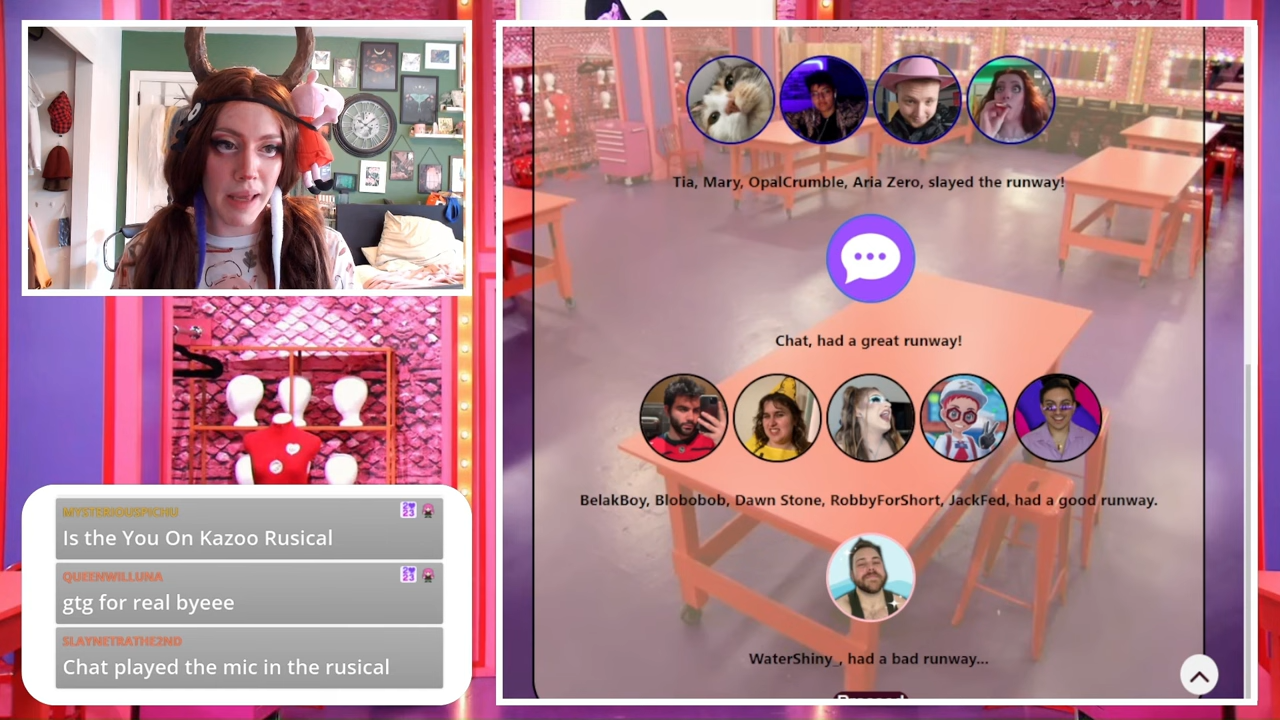 MYSTERIOUSPICHU
Is the You On Kazoo Rusical
QUEENWILLUNA
gtg for real byeee
SLAYNETRATHE2ND
Chat played the mic in the rusical
Tia, Mary, OpalCrumble, Aria Zero, slayed the runway!
Chat, had a great runway!
BelakBoy, Blobobob, Dawn Stone, RobbyForShort, JackFed, had a good runway.
WaterShiny_, had a bad runway...
Proceed